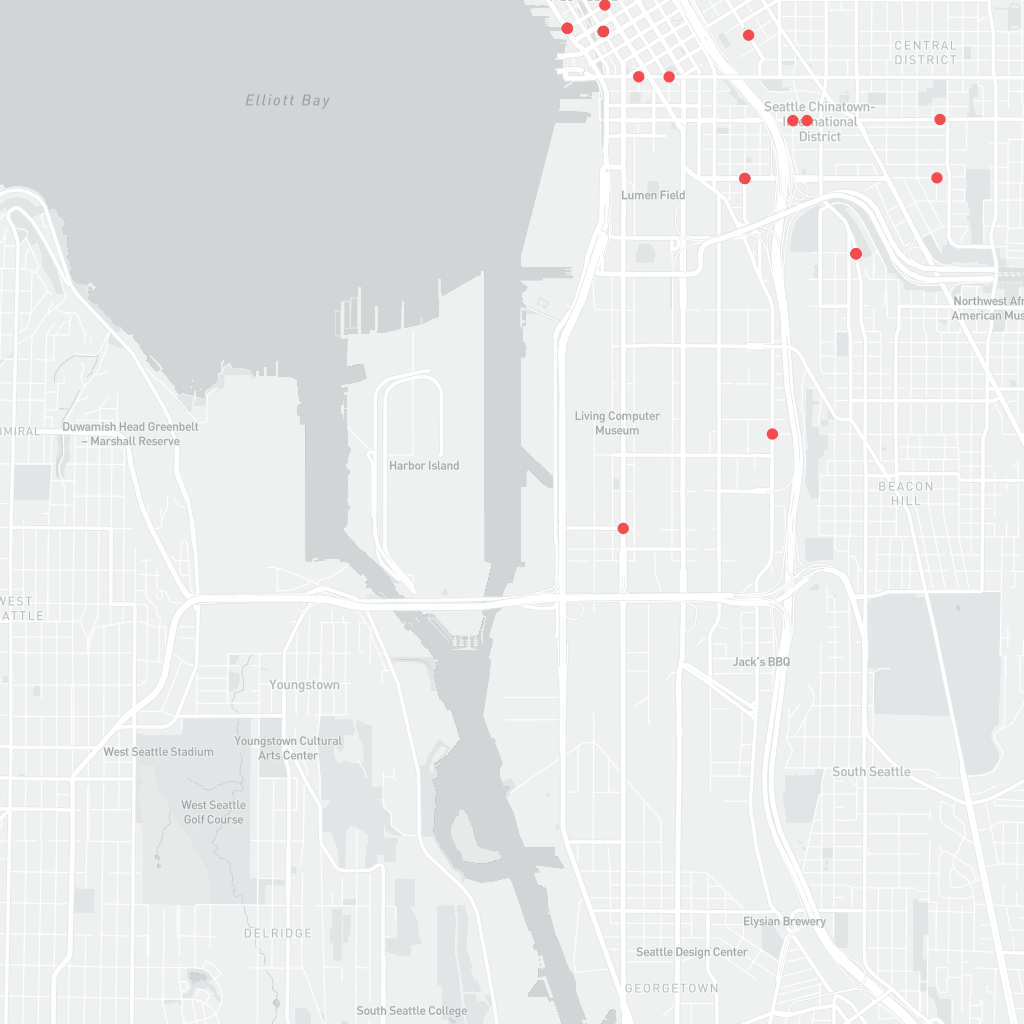 CENTRAL
DISTRICT
Elliott Bay
Seattle Chinatown-
District
Lumen Field
Northwest Afr
American Mus
Living Computer
Museum
Duwamish Head Greenbelt
– Marshall Reserve
Harbor Island
BEACON
HILL
WEST
Jack's BBQ
Youngstown
Youngstown Cultural
Arts Center
West Seattle Stadium
South Seattle
West Seattle
Golf Course
Elysian Brewery
DELRIDGE
Seattle Design Center
GEORGETOWN
South Seattle College